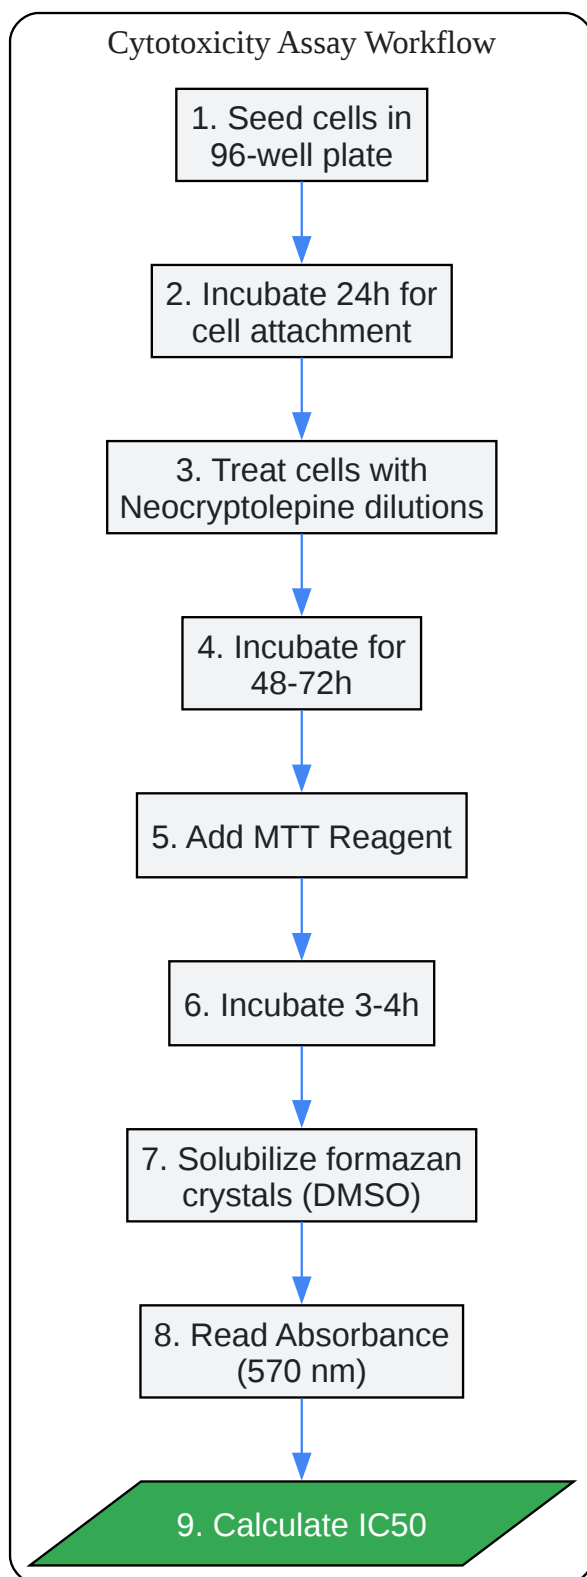 Cytotoxicity Assay Workflow
1. Seed cells in
96-well plate
2. Incubate 24h for
cell attachment
3. Treat cells with
Neocryptolepine dilutions
4. Incubate for
48-72h
5. Add MTT Reagent
6. Incubate 3-4h
7. Solubilize formazan
crystals (DMSO)
8. Read Absorbance
(570 nm)
9. Calculate IC50